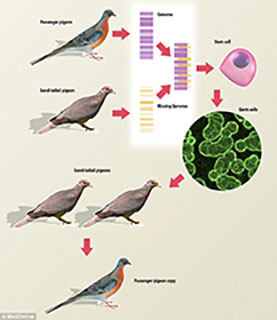 Passenger pigeon
Genome
Stem cell
band-tailed pigeon
Missing Genome
Germ cells
band-tailed pigeons
Passenger pigeon copy
© MailOnline